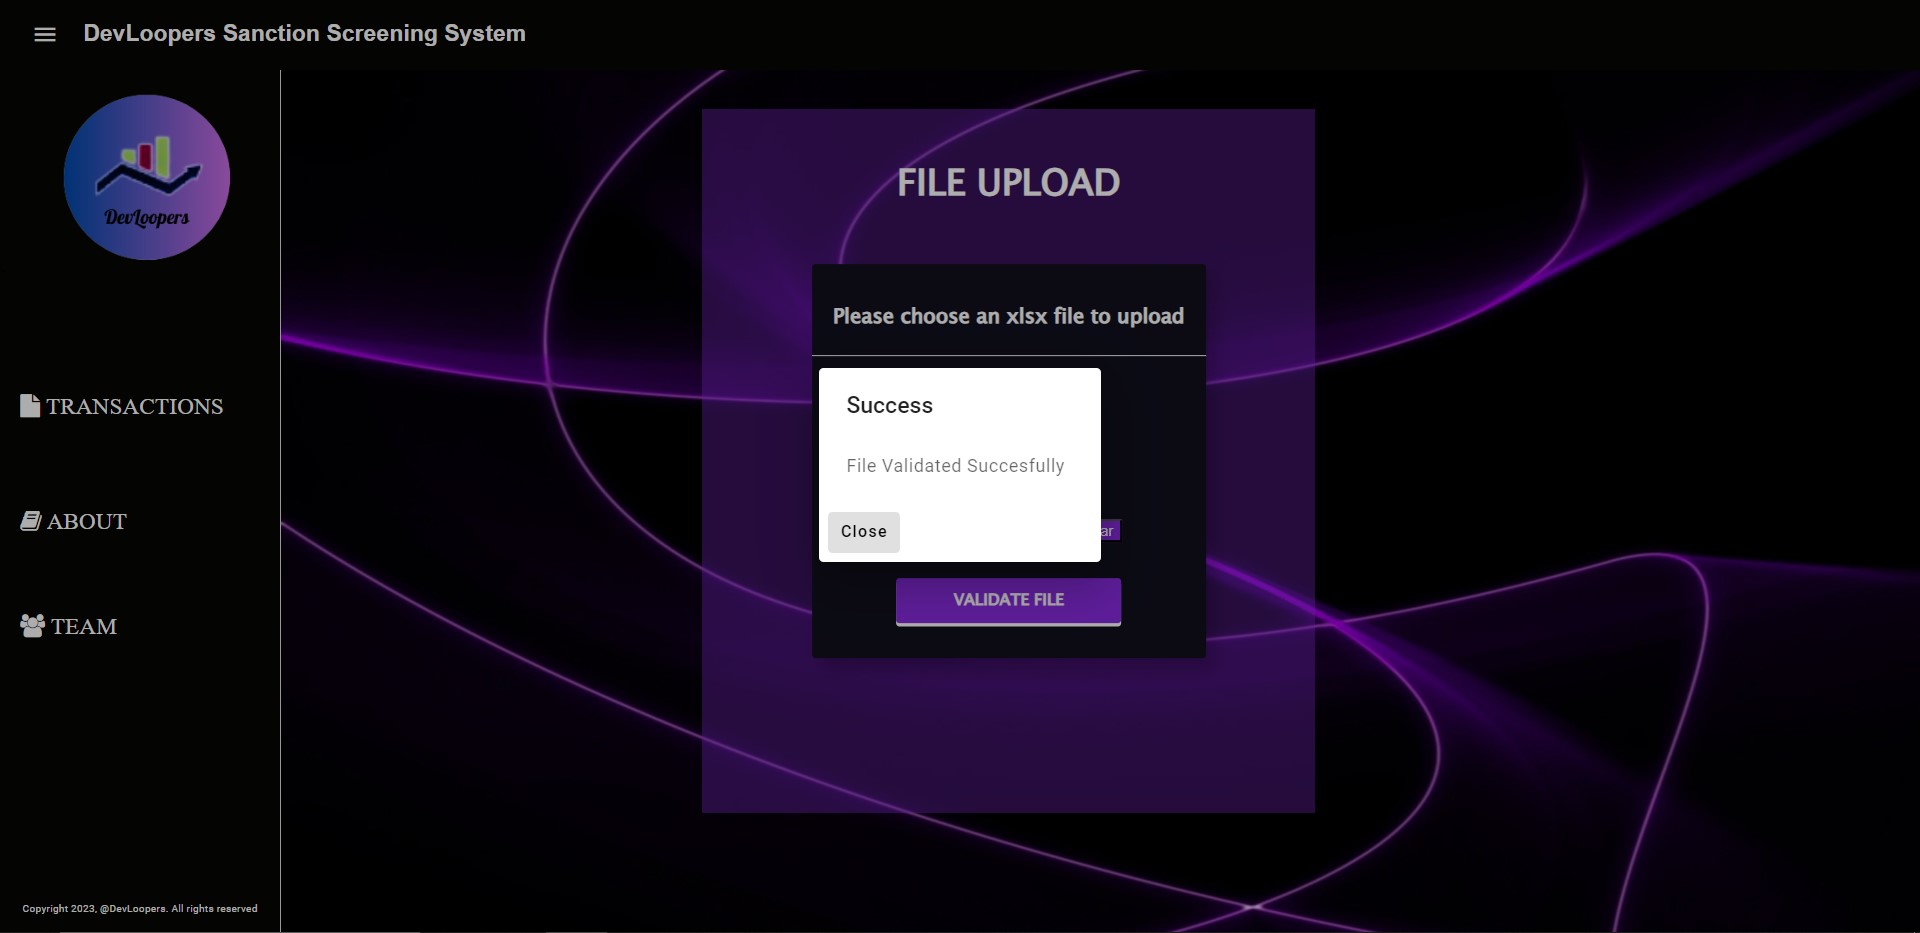 DevLoopers Sanction Screening System
DevLoopers
TRANSACTIONS
ABOUT
TEAM
Copyright 2023, @DevLoopers. All rights reserved
FILE UPLOAD
Please choose an xlsx file to upload
Success
File Validated Succesfully
Close
ar
VALIDATE FILE